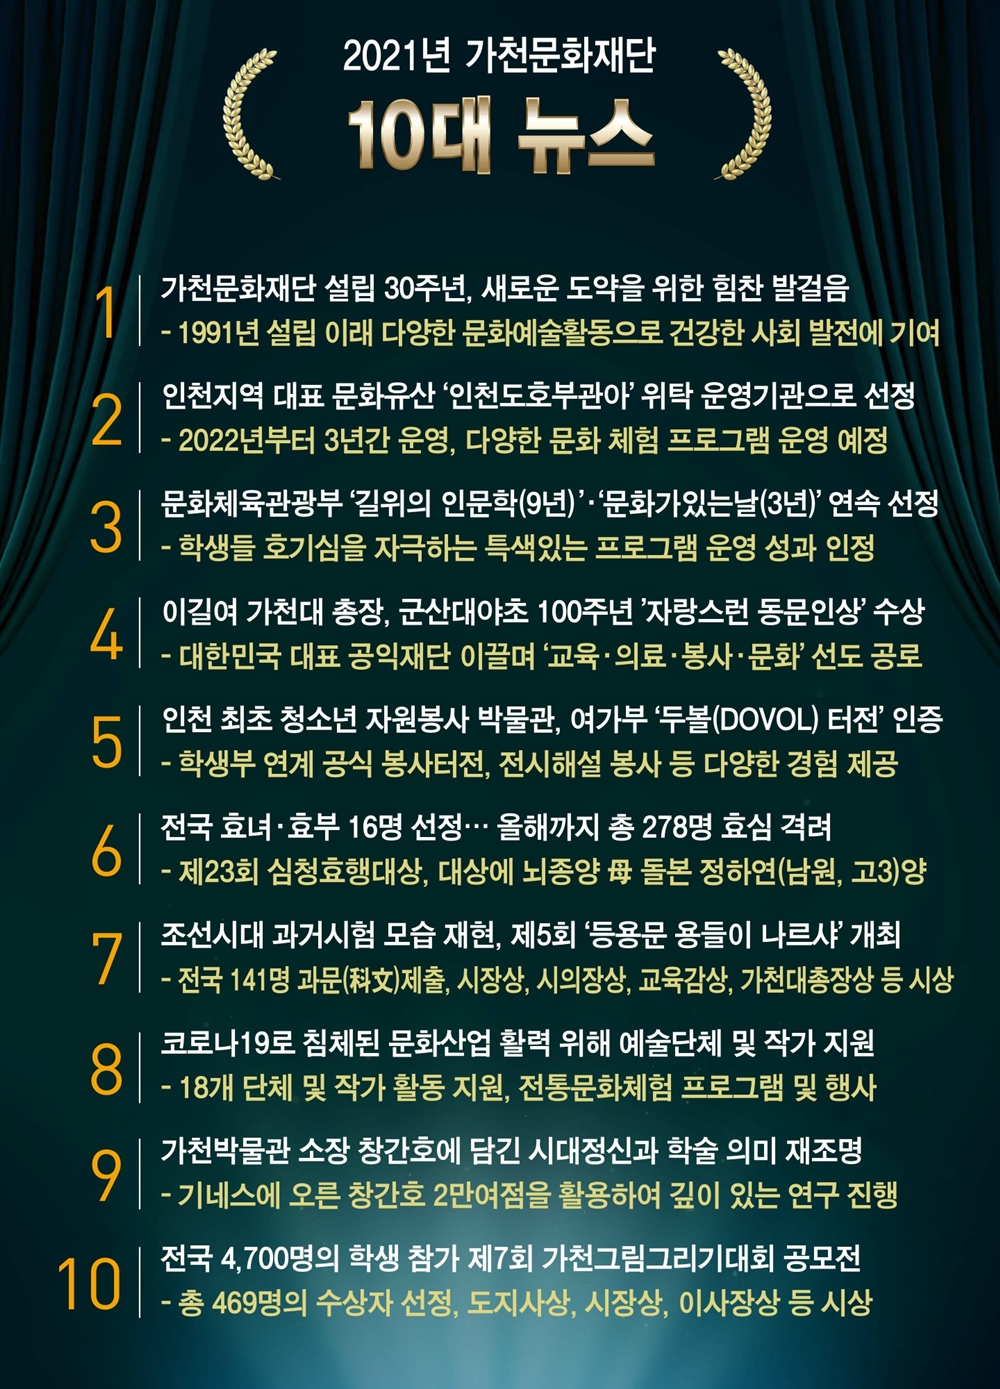 2021년 가천문화재단
10대 뉴스
1
가천문화재단 설립 30주년, 새로운 도약을 위한 힘찬 발걸음
- 1991년 설립 이래 다양한 문화예술활동으로 건강한 사회 발전에 기여
2
인천지역 대표 문화유산 ‘인천도호부관아’ 위탁 운영기관으로 선정
- 2022년부터 3년간 운영, 다양한 문화 체험 프로그램 운영 예정
3
문화체육관광부 ‘길위의 인문학(9년)’·‘문화가있는날(3년)’ 연속 선정
- 학생들 호기심을 자극하는 특색있는 프로그램 운영 성과 인정
4
이길여 가천대 총장, 군산대야초 100주년 ’자랑스런 동문인상’ 수상
- 대한민국 대표 공익재단 이끌며 ‘교육·의료·봉사·문화’ 선도 공로
5
인천 최초 청소년 자원봉사 박물관, 여가부 ‘두볼(DOVOL) 터전’ 인증
- 학생부 연계 공식 봉사터전, 전시해설 봉사 등 다양한 경험 제공
6
전국 효녀·효부 16명 선정… 올해까지 총 278명 효심 격려
- 제23회 심청효행대상, 대상에 뇌종양 母 돌본 정하연(남원, 고3)양
7
조선시대 과거시험 모습 재현, 제5회 ‘등용문 용들이 나르샤’ 개최
- 전국 141명 과문(科文)제출, 시장상, 시의장상, 교육감상, 가천대총장상 등 시상
8
코로나19로 침체된 문화산업 활력 위해 예술단체 및 작가 지원
- 18개 단체 및 작가 활동 지원, 전통문화체험 프로그램 및 행사
9
가천박물관 소장 창간호에 담긴 시대정신과 학술 의미 재조명
- 기네스에 오른 창간호 2만여점을 활용하여 깊이 있는 연구 진행
10
전국 4,700명의 학생 참가 제7회 가천그림그리기대회 공모전
- 총 469명의 수상자 선정, 도지사상, 시장상, 이사장상 등 시상